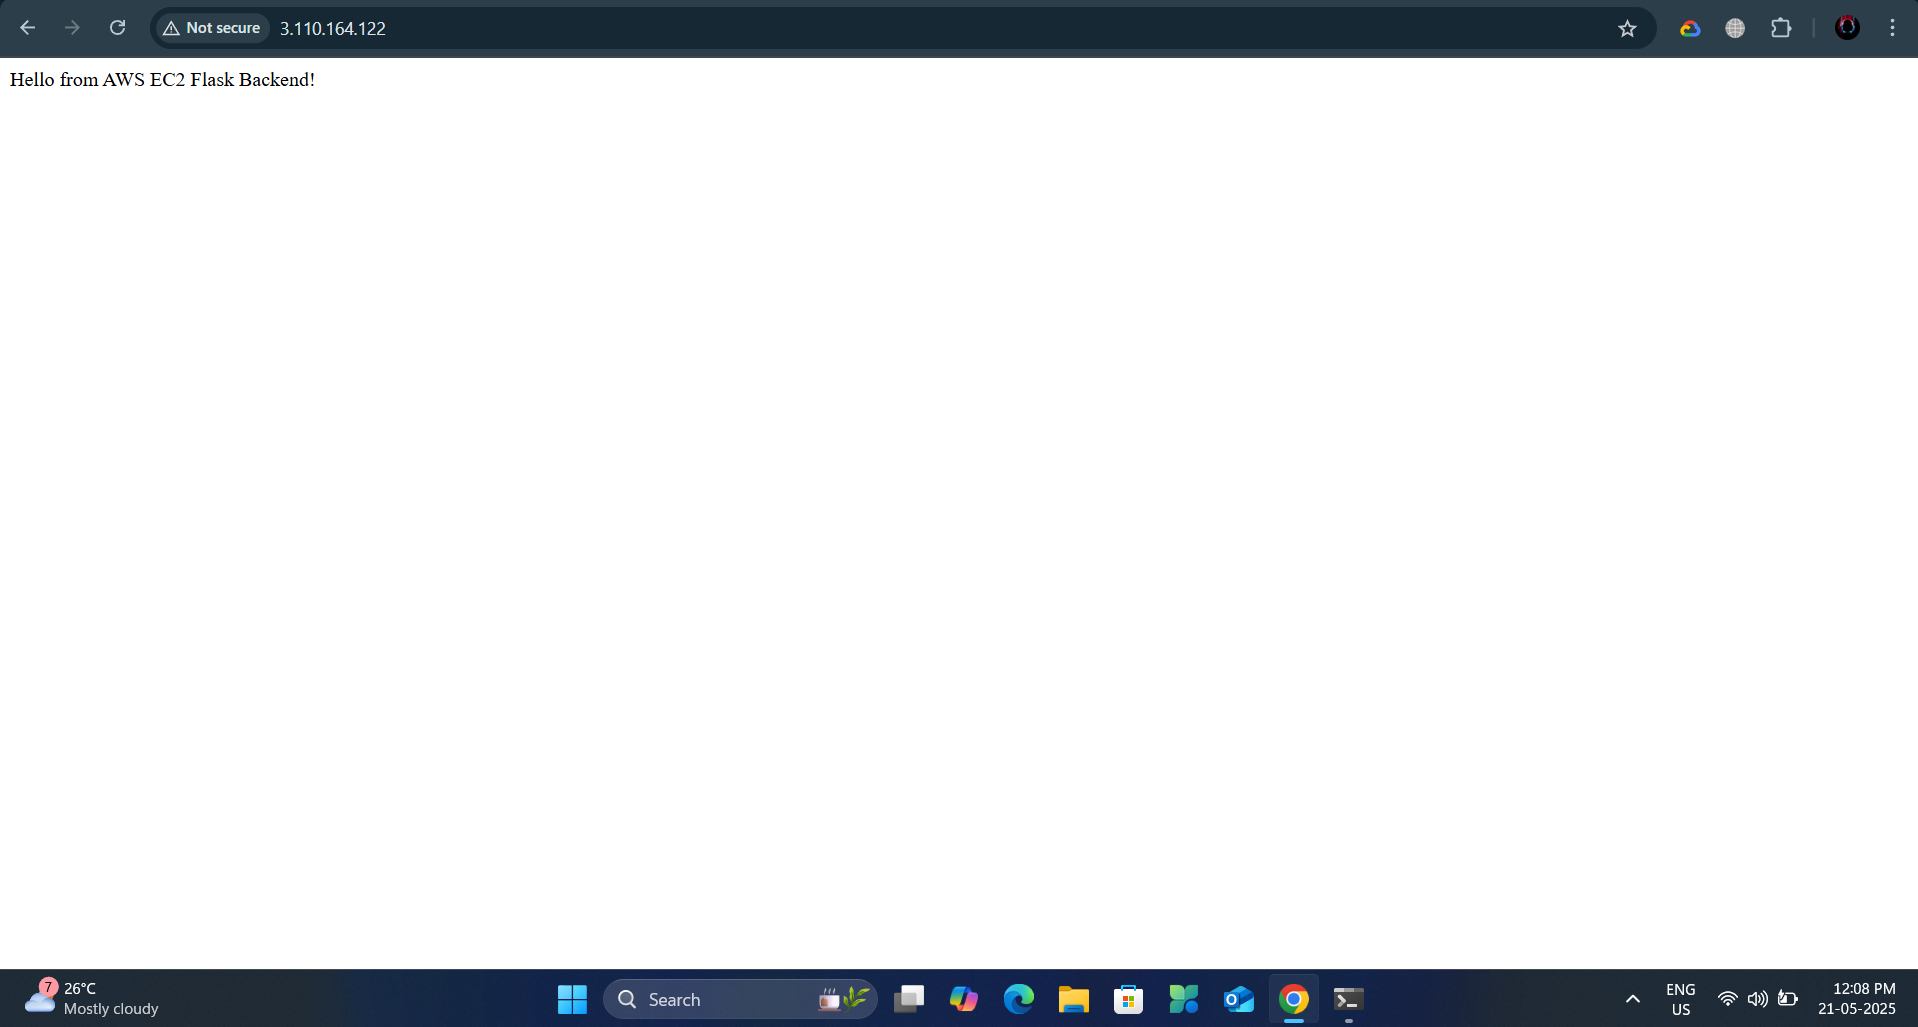 Not secure
3.110.164.122
Hello from AWS EC2 Flask Backend!
7
26°C
Mostly cloudy
Search
ENG
US
12:08 PM
21-05-2025